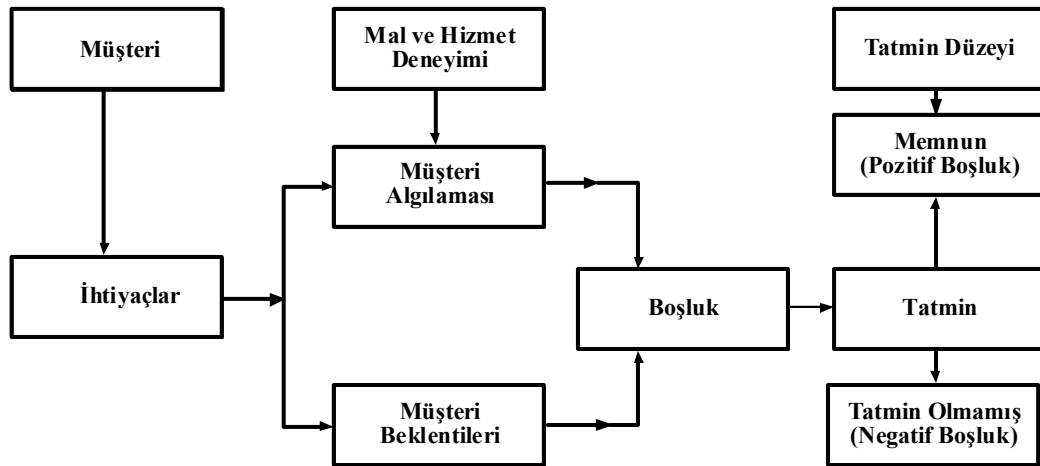 Müşteri
Mal ve Hizmet
Deneyimi
Tatmin Düzeyi
Memnun
(Pozitif Boşluk)
Müşteri
Algılaması
İhtiyaçlar
Boşluk
Tatmin
Müşteri
Beklentileri
Tatmin Olmamış
(Negatif Boşluk)